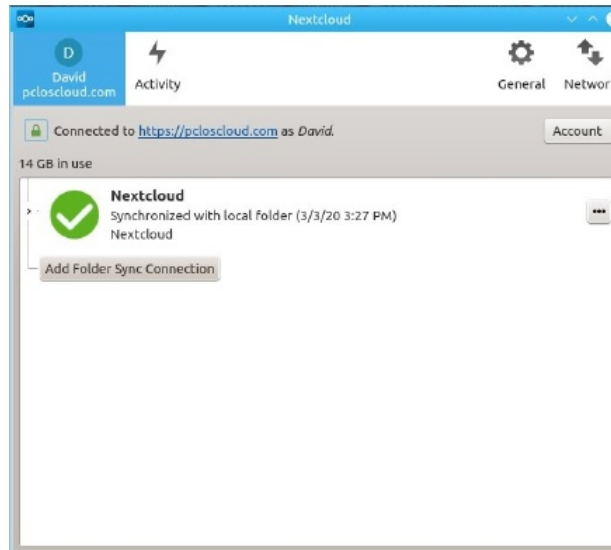 Nextcloud
D
David
pcloscloud.com
Activity
General
Networ
Connected to https://pcloscloud.com as David.
Account
14 GB in use
Nextcloud
Synchronized with local folder (3/3/20 3:27 PM)
Nextcloud
Add Folder Sync Connection